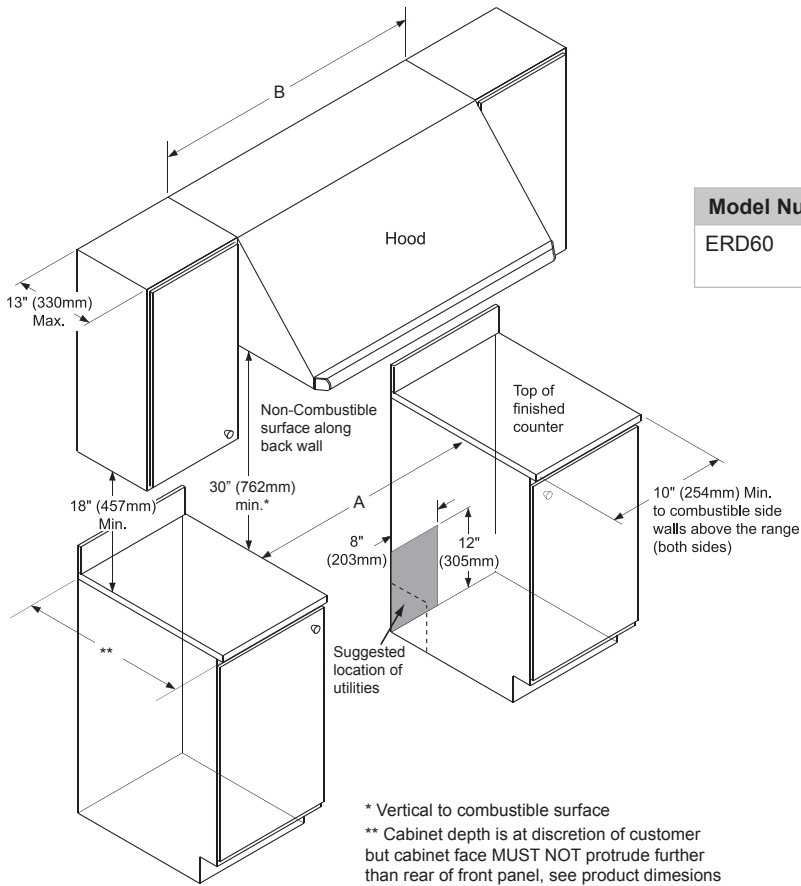 B
Hood
Model Nu
ERD60
13" (330mm)
Max.
Non-Combustible
surface along
back wall
Top of
finished
counter
18" (457mm)
Min.
30" (762mm)
min.*
A
8"
(203mm)
12"
(305mm)
10" (254mm) Min.
to combustible side
walls above the range
(both sides)
**
Suggested
location of
utilities
* Vertical to combustible surface
** Cabinet depth is at discretion of customer
but cabinet face MUST NOT protrude further
than rear of front panel, see product dimesions